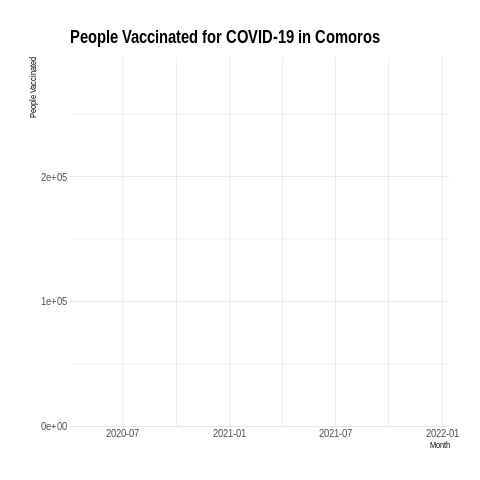 People Vaccinated for COVID-19 in Comoros
People Vaccinated
2e+05
1e+05
0e+00
2020-07 2021-01 2021-07 2022-01
Month